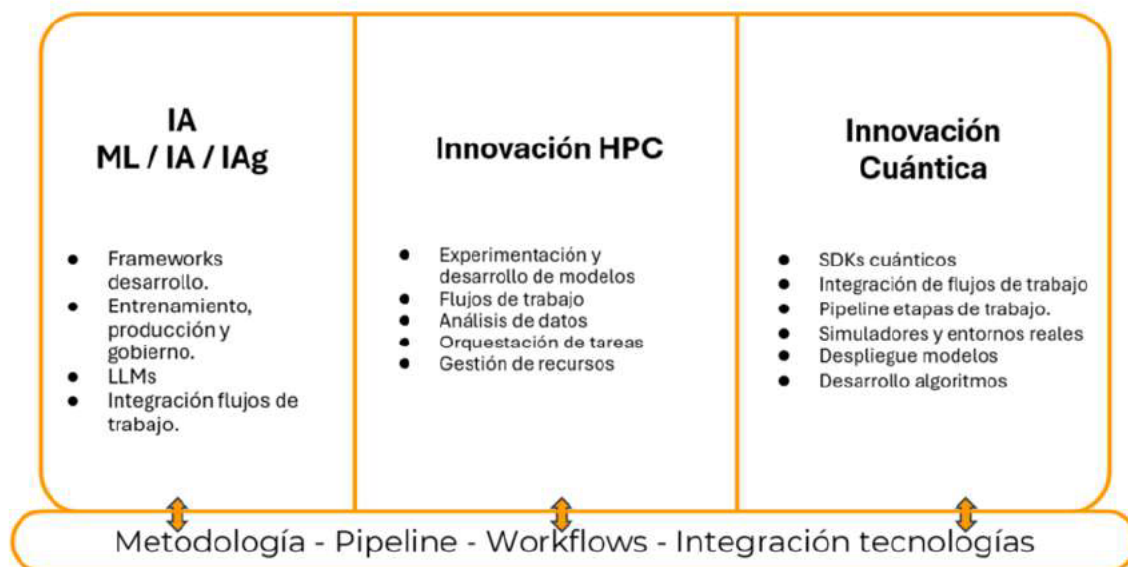 IA
ML / IA / IAg
● Frameworks
desarrollo.
● Entrenamiento,
producción y
gobierno.
● LLMs
● Integración flujos de
trabajo.
Innovación HPC
● Experimentación y
desarrollo de modelos
● Flujos de trabajo
● Análisis de datos
● Orquestación de tareas
● Gestión de recursos
Innovación
Cuántica
● SDKs cuánticos
● Integración de flujos de trabajo
● Pipeline etapas de trabajo.
● Simuladores y entornos reales
● Despliegue modelos
● Desarrollo algoritmos
Metodología - Pipeline - Workflows - Integración tecnologías